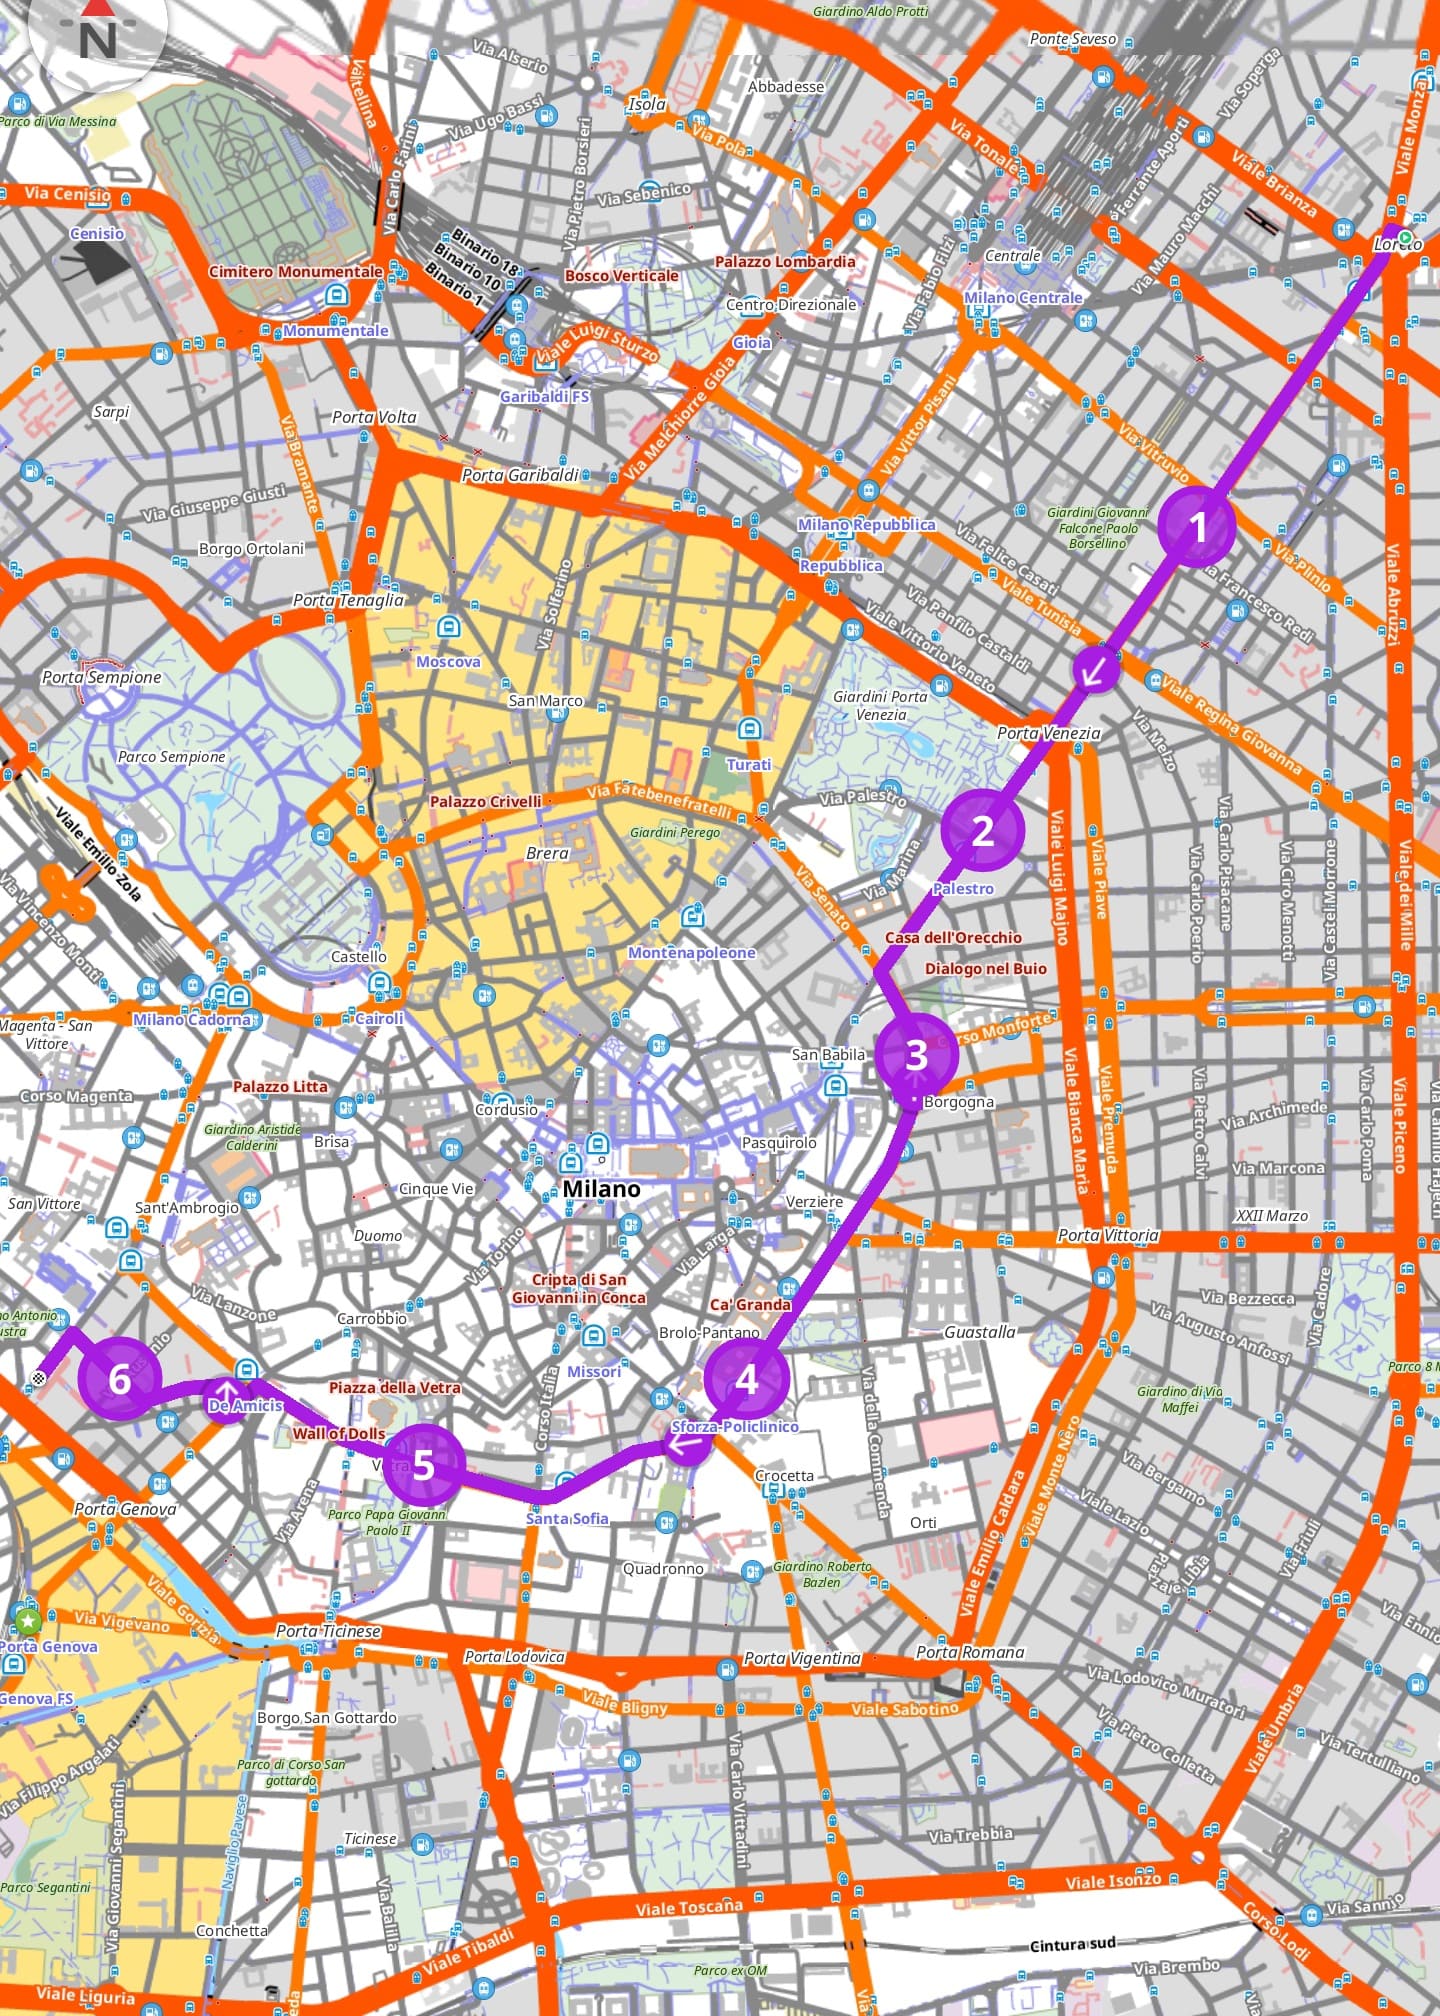 Giardino Aldo Protti
N
Ponte Seveso
Via Alserio
Valtellina
Abbadesse
Via Soperga
Isola
Viale Monza
Parco di Via Messina
Via Ugo Bassi
Via Carlo Farini
Via Pietro Borsieri
Via Pola
Via Tonale
Ferrante Aporti
Viale Brianza
Via Cenisio
Via Sebenico
Cenisio
Via Mauro Macchi
Loreto
Binario 18
Binario 10
Binario 1
Cimitero Monumentale
Bosco Verticale
Palazzo Lombardia
Via Fabio Filzi
Centrale
Milano Centrale
Centro Direzionale
Monumentale
Viale Luigi Sturzo
Gioia
Garibaldi FS
Sarpi
Porta Volta
Via Melchiorre Gioia
Via Vittor Pisani
Via Bramante
Porta Garibaldi
Via Vitruvio
Via Giuseppe Giusti
Milano Repubblica
Giardini Giovanni
Falcone Paolo
Borsellino
1
Borgo Ortolani
Repubblica
Via Felice Casati
Via Plinio
Via Francesco Redi
Viale Abruzzi
Porta Tenaglia
Via Solferino
Via Panfilo Castaldi
Viale Tunisia
Viale Vittorio Veneto
Moscova
Porta Sempione
San Marco
Giardini Porta
Venezia
Viale Regina Giovanna
Porta Venezia
Via Melzo
Parco Sempione
Turati
Palazzo Crivelli
Via Fatebenefratelli
Via Palestro
2
Viale Emilio Zola
Giardini Perego
Brera
Via Marina
Palestro
Viale Luigi Majno
Viale Piave
Via Carlo Pisacane
Via Carlo Poerio
Via Ciro Menotti
Via Castel Morrone
Viale dei Mille
Via Vincenzo Monti
Via Senato
Casa dell'Orecchio
Castello
Montenapoleone
Dialogo nel Buio
Milano Cadorna
Cairoli
Magenta - San
Vittore
Corso Monforte
San Babila
3
Palazzo Litta
Corso Magenta
Cordusio
Borgogna
Viale Bianca Maria
Viale Premuda
Via Pietro Calvi
Via Archimede
Via Carlo Poma
Viale Piceno
Giardino Aristide
Calderini
Brisa
Pasquirolo
Via Marcona
San Vittore
Sant'Ambrogio
Cinque Vie
Milano
Verziere
XXII Marzo
Duomo
Porta Vittoria
Via Torino
Via Larga
Cripta di San
Giovanni in Conca
Ca' Granda
Via Lanzone
Carrobbio
Brolo-Pantano
Guastalla
Via Bezzecca
Via Cadore
Via Augusto Anfossi
Missori
6
4
Piazza della Vetra
De Amicis
Corso Italia
Via della Commenda
Giardino di Via
Maffei
Wall of Dolls
Sforza-Policlinico
5
Crocetta
Viale Monte Nero
Via Bergamo
Porta Genova
Via Arena
Parco Papa Giovanni
Paolo II
Santa Sofia
Orti
Viale Emilio Caldara
Via Lazio
P.zale Libia
Via Friuli
Quadronno
Giardino Roberto
Bazlen
Viale Gorizia
Via Vigevano
Porta Genova
Porta Ticinese
Porta Lodovica
Porta Vigentina
Porta Romana
Genova FS
Via Lodovico Muratori
Viale Umbria
Viale Bligny
Viale Sabotino
Borgo San Gottardo
Via Pietro Colletta
Via Tertulliano
Via Filippo Argelati
Parco di Corso San
gottardo
Via Giovanni Segantini
Naviglio Pavese
Via Carlo Vittadini
Ticinese
Via Trebbia
Parco Segantini
Via Balilla
Viale Isonzo
Viale Toscana
Via Sannio
Conchetta
Viale Tibaldi
Cintura sud
Corso Lodi
Parco ex OM
Via Brembo
Viale Liguria